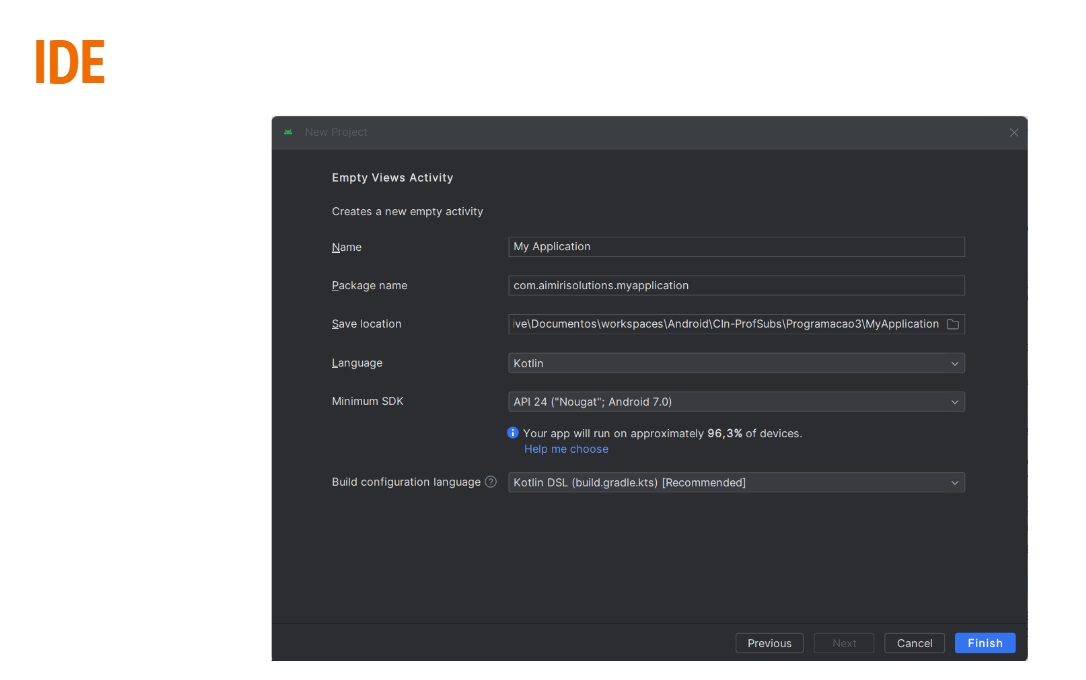 IDE
New Project
Empty Views Activity
Creates a new empty activity
Name My Application
Package name com.aimirisolutions.myapplication
Save location ve\Documentos\workspaces\Android\CIn-ProfSubs\Programacao3\MyApplication
Language Kotlin
Minimum SDK API 24 ("Nougat"; Android 7.0)
Your app will run on approximately 96,3% of devices.
Help me choose
Build configuration language ? Kotlin DSL (build.gradle.kts) [Recommended]
Previous Next Cancel Finish